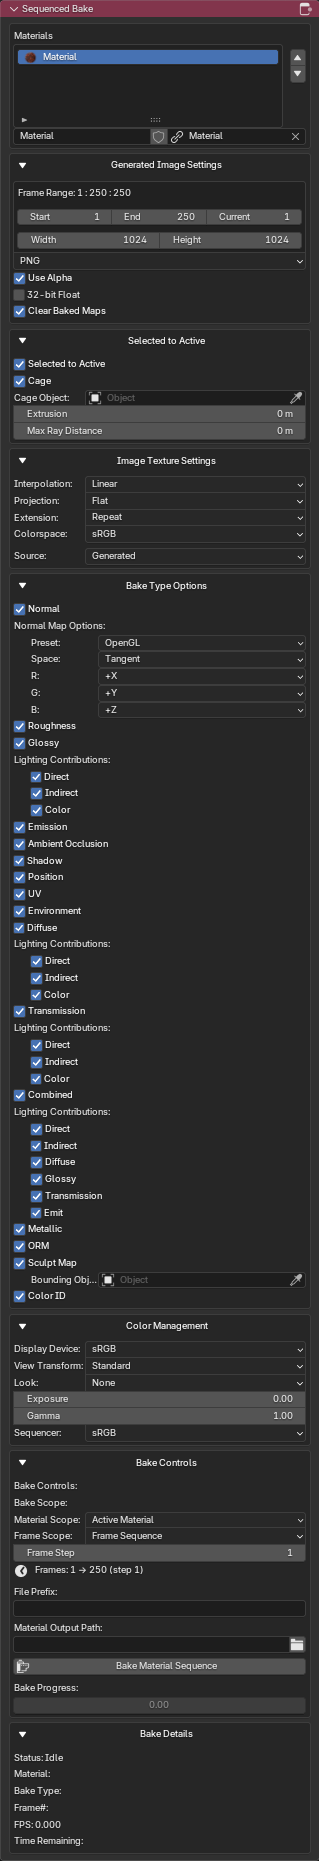 Sequenced Bake
Materials
Material
Material Material
Generated Image Settings
Frame Range: 1 : 250 : 250
Start 1 End 250 Current 1
Width 1024 Height 1024
PNG
Use Alpha
32-bit Float
Clear Baked Maps
Selected to Active
Selected to Active
Cage
Cage Object: Object
Extrusion 0 m
Max Ray Distance 0 m
Image Texture Settings
Interpolation: Linear
Projection: Flat
Extension: Repeat
Colorspace: sRGB
Source: Generated
Bake Type Options
Normal
Normal Map Options:
Preset: OpenGL
Space: Tangent
R: +X
G: +Y
B: +Z
Roughness
Glossy
Lighting Contributions:
Direct
Indirect
Color
Emission
Ambient Occlusion
Shadow
Position
UV
Environment
Diffuse
Lighting Contributions:
Direct
Indirect
Color
Transmission
Lighting Contributions:
Direct
Indirect
Color
Combined
Lighting Contributions:
Direct
Indirect
Diffuse
Glossy
Transmission
Emit
Metallic
ORM
Sculpt Map
Bounding Obj... Object
Color ID
Color Management
Display Device: sRGB
View Transform: Standard
Look: None
Exposure 0.00
Gamma 1.00
Sequencer: sRGB
Bake Controls
Bake Controls:
Bake Scope:
Material Scope: Active Material
Frame Scope: Frame Sequence
Frame Step 1
Frames: 1 → 250 (step 1)
File Prefix:
Material Output Path:
Bake Material Sequence
Bake Progress:
0.00
Bake Details
Status: Idle
Material:
Bake Type:
Frame#:
FPS: 0.000
Time Remaining: